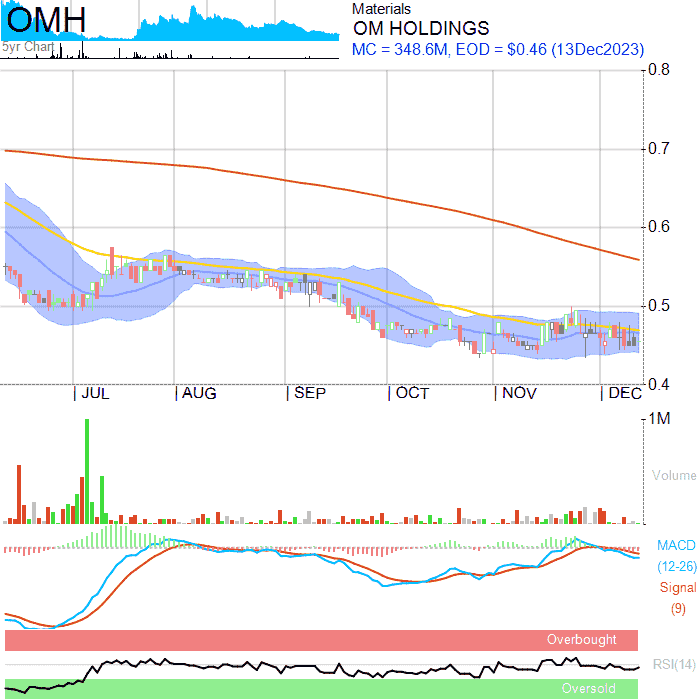 OMH
5yr Chart
Materials
OM HOLDINGS
MC = 348.6M, EOD = $0.46 (13Dec2023)
0.8
0.7
0.6
0.5
0.4
JUL
AUG
SEP
OCT
NOV
DEC
1M
Volume
MACD
(12-26)
Signal
(9)
Overbought
RSI(14)
Oversold